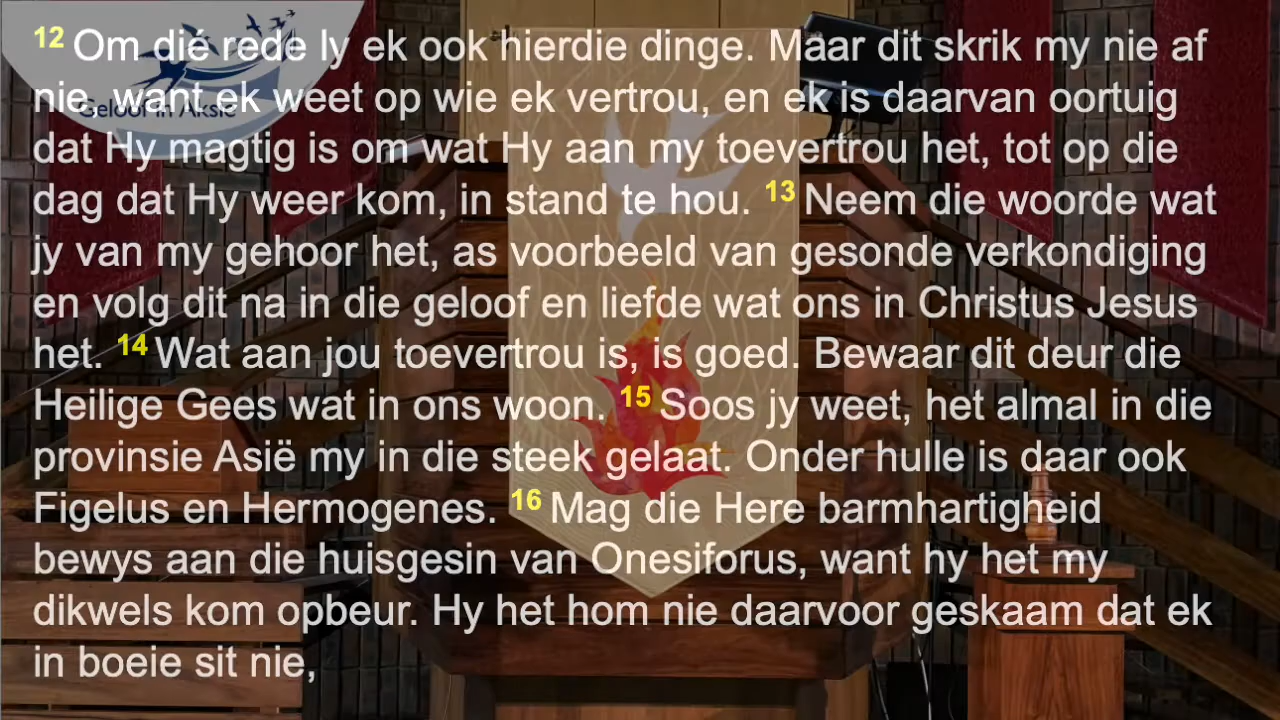 12 Om dié rede ly ek ook hierdie dinge. Maar dit skrik my nie af
nie, want ek weet op wie ek vertrou, en ek is daarvan oortuig
dat Hy magtig is om wat Hy aan my toevertrou het, tot op die
dag dat Hy weer kom, in stand te hou. 13 Neem die woorde wat
jy van my gehoor het, as voorbeeld van gesonde verkondiging
en volg dit na in die geloof en liefde wat ons in Christus Jesus
het. 14 Wat aan jou toevertrou is, is goed. Bewaar dit deur die
Heilige Gees wat in ons woon. 15 Soos jy weet, het almal in die
provinsie Asië my in die steek gelaat. Onder hulle is daar ook
Figelus en Hermogenes. 16 Mag die Here barmhartigheid
bewys aan die huisgesin van Onesiforus, want hy het my
dikwels kom opbeur. Hy het hom nie daarvoor geskaam dat ek
in boeie sit nie,
Geloof in Aksie